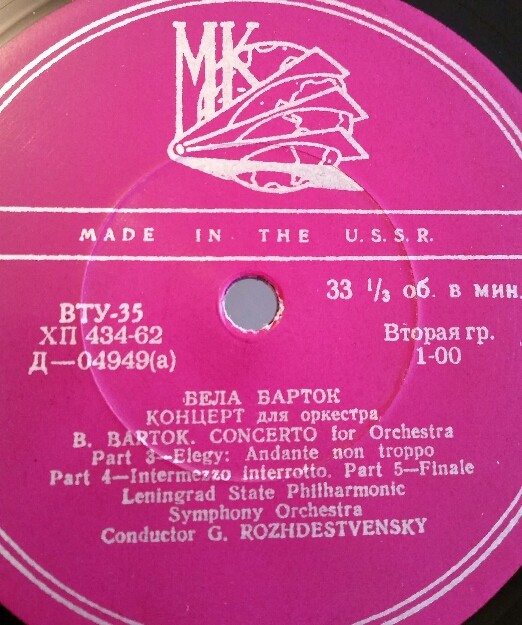 МК
MADE IN THE U.S.S.R.
33 1/3 об. в мин.
ВТУ-35
ХП 434-62
Д—04949(а)
Вторая гр.
1-00
БЕЛА БАРТОК
КОНЦЕРТ для оркестра
B. BARTOK. CONCERTO for Orchestra
Part 3—Elegy: Andante non troppo
Part 4—Intermezzo interrotto. Part 5—Finale
Leningrad State Philharmonic
Symphony Orchestra
Conductor G. ROZHDESTVENSKY